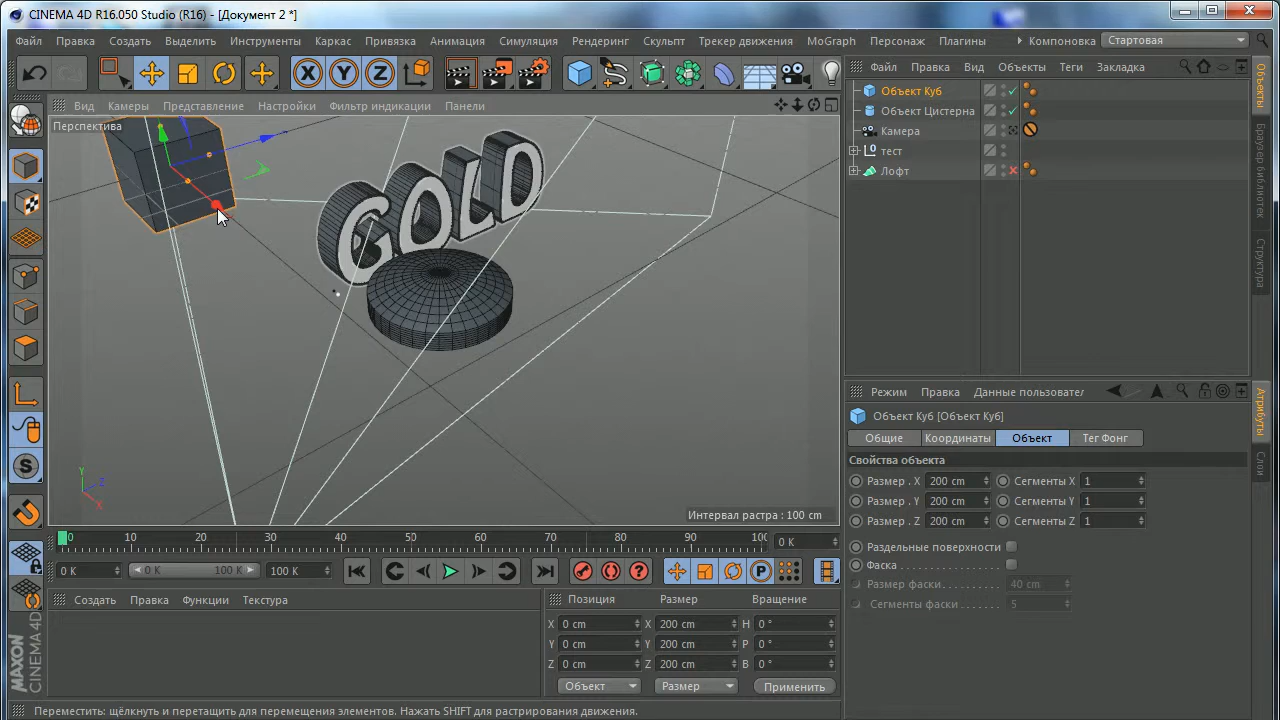 CINEMA 4D R16.050 Studio (R16) - [Документ 2 *]
Файл Правка Создать Выделить Инструменты Каркас Привязка Анимация Симуляция Рендеринг Скульпт Трекер движения MoGraph Персонаж Плагины Компоновка Стартовая
X Y Z
Файл Правка Вид Объекты Теги Закладка
Вид Камеры Представление Настройки Фильтр индикации Панели
Перспектива
Объект Куб
Объект Цистерна
Камера
тест
Лофт
Объекты
Браузер библиотек
Структура
GOLD
Y
Z
X
Интервал растра : 100 cm
Режим Правка Данные пользовател
Объект Куб [Объект Куб]
Общие Координаты Объект Тег Фонг
Свойства объекта
Размер . X 200 cm Сегменты X 1
Размер . Y 200 cm Сегменты Y 1
Размер . Z 200 cm Сегменты Z 1
Раздельные поверхности
Фаска
Размер фаски 40 cm
Сегменты фаски 5
Атрибуты
Слои
0 10 20 30 40 50 60 70 80 90 100 0 K
0 K 0 K 100 K 100 K
Создать Правка Функции Текстура
Позиция Размер Вращение
X 0 cm X 200 cm H 0 °
Y 0 cm Y 200 cm P 0 °
Z 0 cm Z 200 cm B 0 °
Объект Размер Применить
MAXON
CINEMA 4D
Переместить: щёлкнуть и перетащить для перемещения элементов. Нажать SHIFT для растрирования движения.